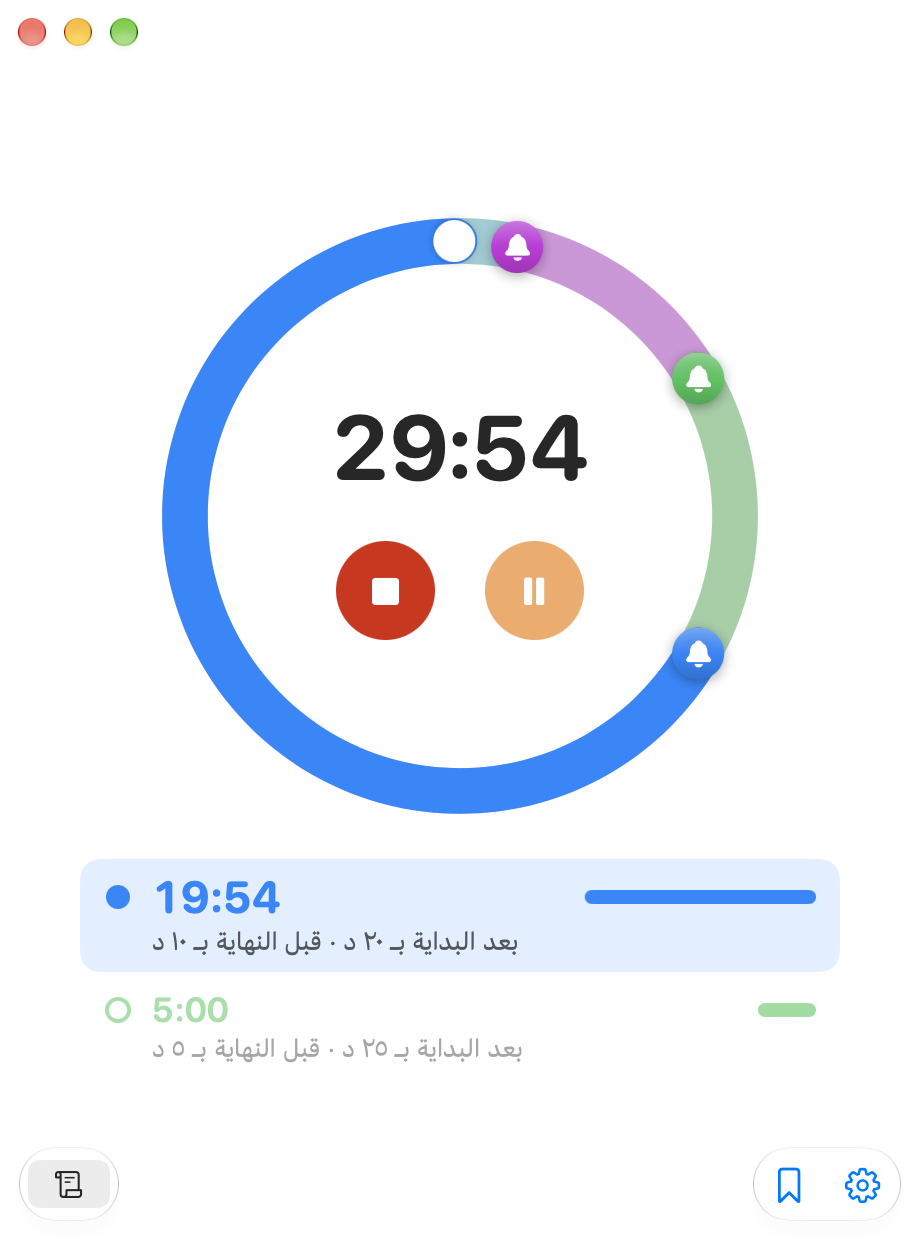 29:54
19:54
بعد البداية بـ ٢٠ د · قبل النهاية بـ ١٠ د
5:00
بعد البداية بـ ٢٥ د · قبل النهاية بـ ٥ د